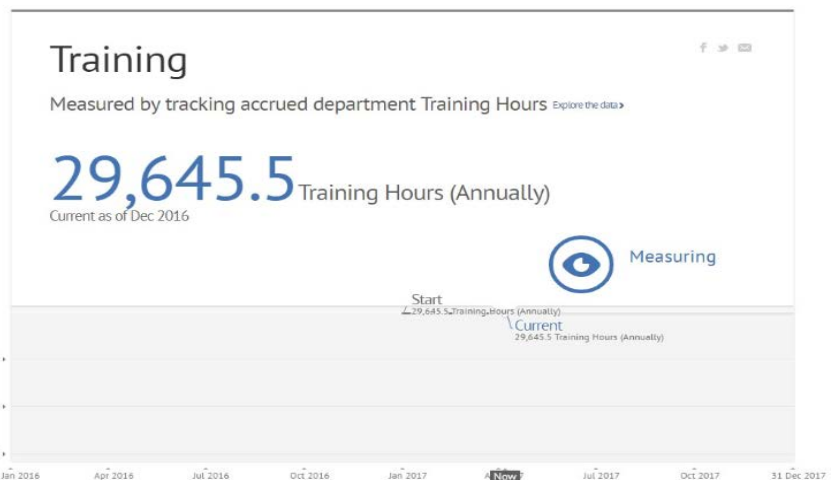 Training
Measured by tracking accrued department Training Hours Explore the data
29,645.5 Training Hours (Annually)
Current as of Dec 2016
Measuring
Start
29,645.5 Training Hours (Annually)
Current
29,645.5 Training Hours (Annually)
Jan 2016 Apr 2016 Jul 2016 Oct 2016 Jan 2017 Now Jul 2017 Oct 2017 31 Dec 2017